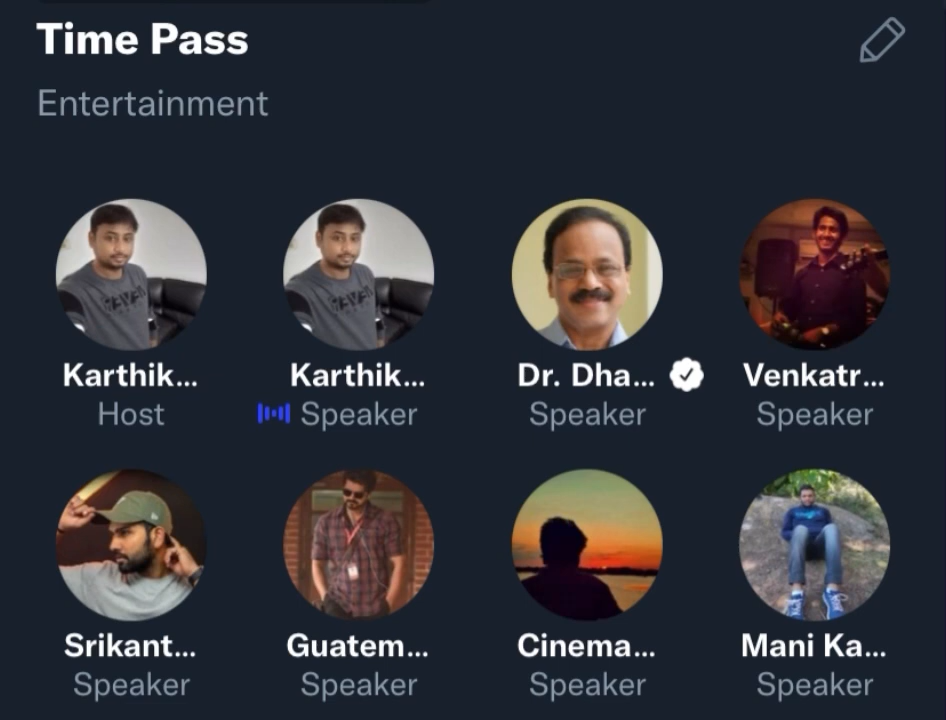 Time Pass
Entertainment
Karthik... Karthik... Dr. Dha... Venkatr...
Host Speaker Speaker Speaker
Srikant... Guatem... Cinema... Mani Ka...
Speaker Speaker Speaker Speaker